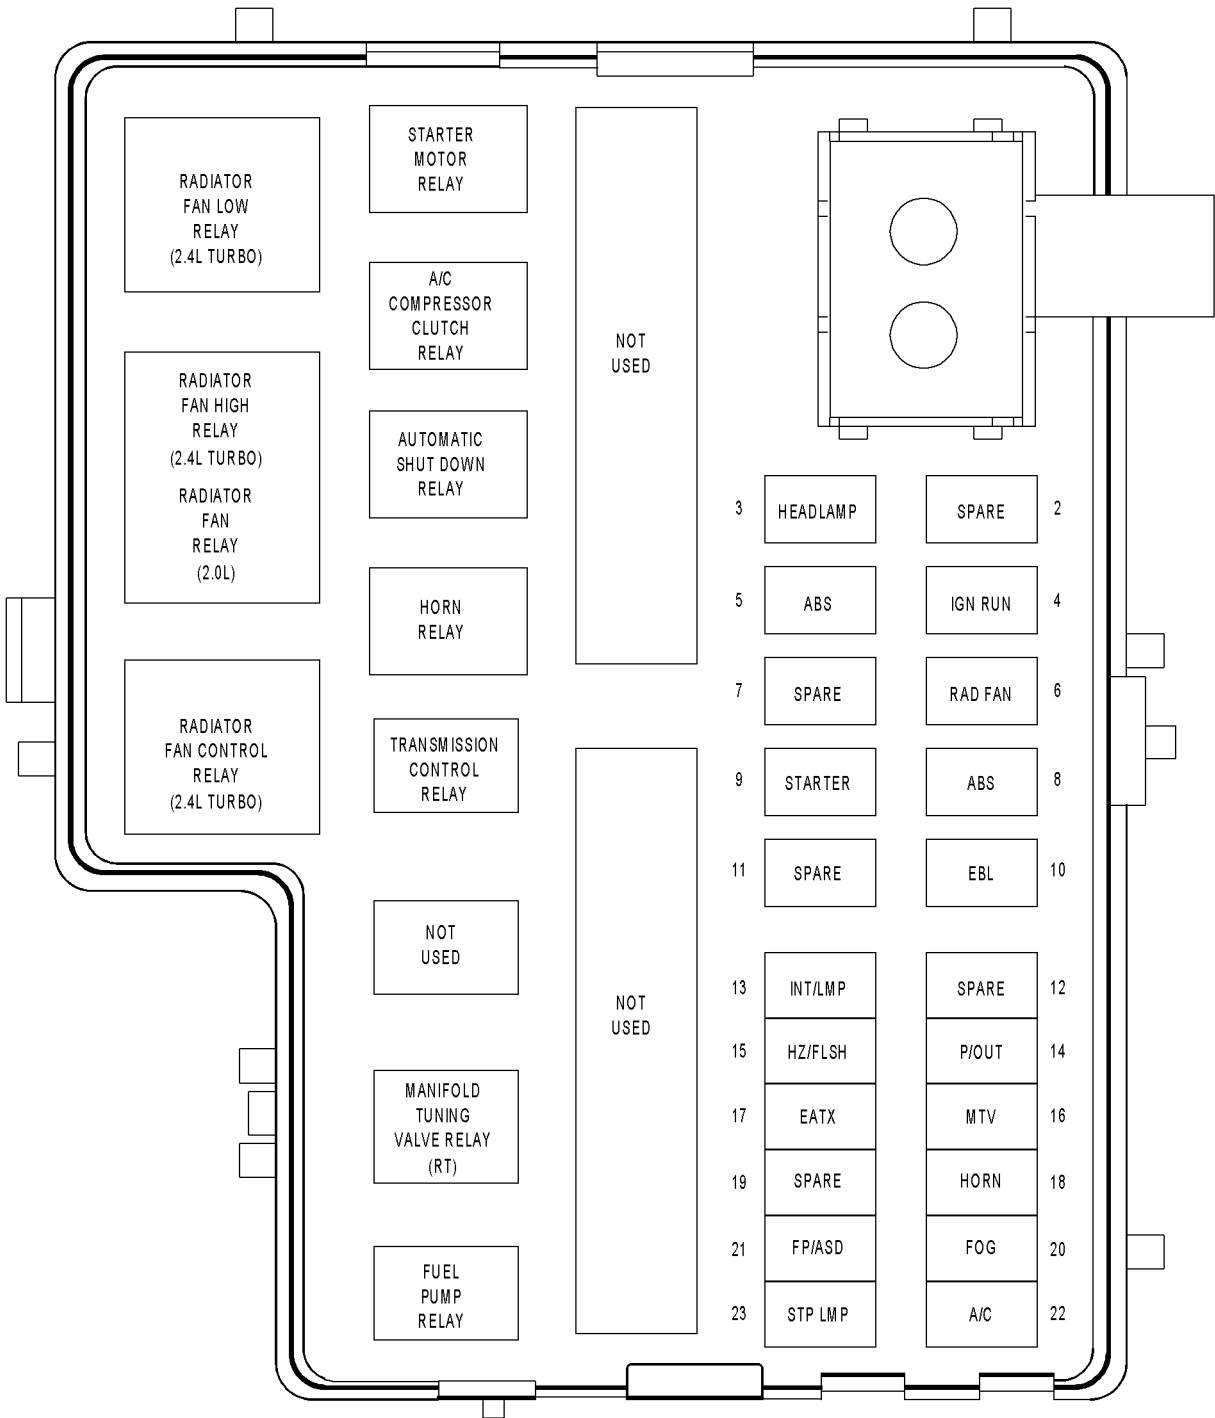 RADIATOR
FAN LOW
RELAY
(2.4L TURBO)
RADIATOR
FAN HIGH
RELAY
(2.4L TURBO)
RADIATOR
FAN
RELAY
(2.0L)
RADIATOR
FAN CONTROL
RELAY
(2.4L TURBO)
STARTER
MOTOR
RELAY
A/C
COMPRESSOR
CLUTCH
RELAY
AUTOMATIC
SHUT DOWN
RELAY
HORN
RELAY
TRANSMISSION
CONTROL
RELAY
NOT
USED
MANIFOLD
TUNING
VALVE RELAY
(RT)
FUEL
PUMP
RELAY
NOT
USED
NOT
USED
3 HEADLAMP SPARE 2
5 ABS IGN RUN 4
7 SPARE RAD FAN 6
9 STARTER ABS 8
11 SPARE EBL 10
13 INT/LMP SPARE 12
15 HZ/FLSH P/OUT 14
17 EATX MTV 16
19 SPARE HORN 18
21 FP/ASD FOG 20
23 STP LMP A/C 22